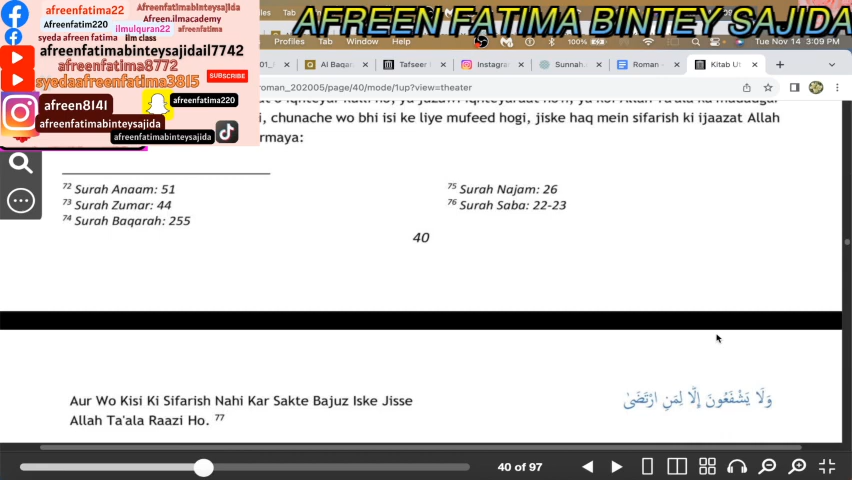 AFREEN FATIMA BINTEY SAJIDA
afreenfatima22
Afreenfatimabinteysajida
Afreen.ilmacademy
Afreenfatim220
ilmulquran22
afreenfatima
syeda afreen fatima
Ilm class
afreenfatimabinteysajidail7742
afreenfatima8772
syedaafreenfatima3815
SUBSCRIBE
afreen8141
afreenfatima220
afreenfatimabinteysajida
afreenfatimabinteysajida
Profiles Tab Window Help
100%
Tue Nov 14 3:09 PM
Al Baqar
Tafseer
Instagra
Sunnah.
Roman -
Kitab Ut
oman_202005/page/40/mode/1up?view=theater
i, chunache wo bhi isi ke liye mufeed hogi, jiske haq mein sifarish ki ijaazat Allah
rmaya:
72 Surah Anaam: 51
73 Surah Zumar: 44
74 Surah Baqarah: 255
75 Surah Najam: 26
76 Surah Saba: 22-23
40
Aur Wo Kisi Ki Sifarish Nahi Kar Sakte Bajuz Iske Jisse
Allah Ta'ala Raazi Ho. 77
وَلَا يَشْفَعُونَ إِلَّا لِمَنِ ارْتَضَىٰ
40 of 97